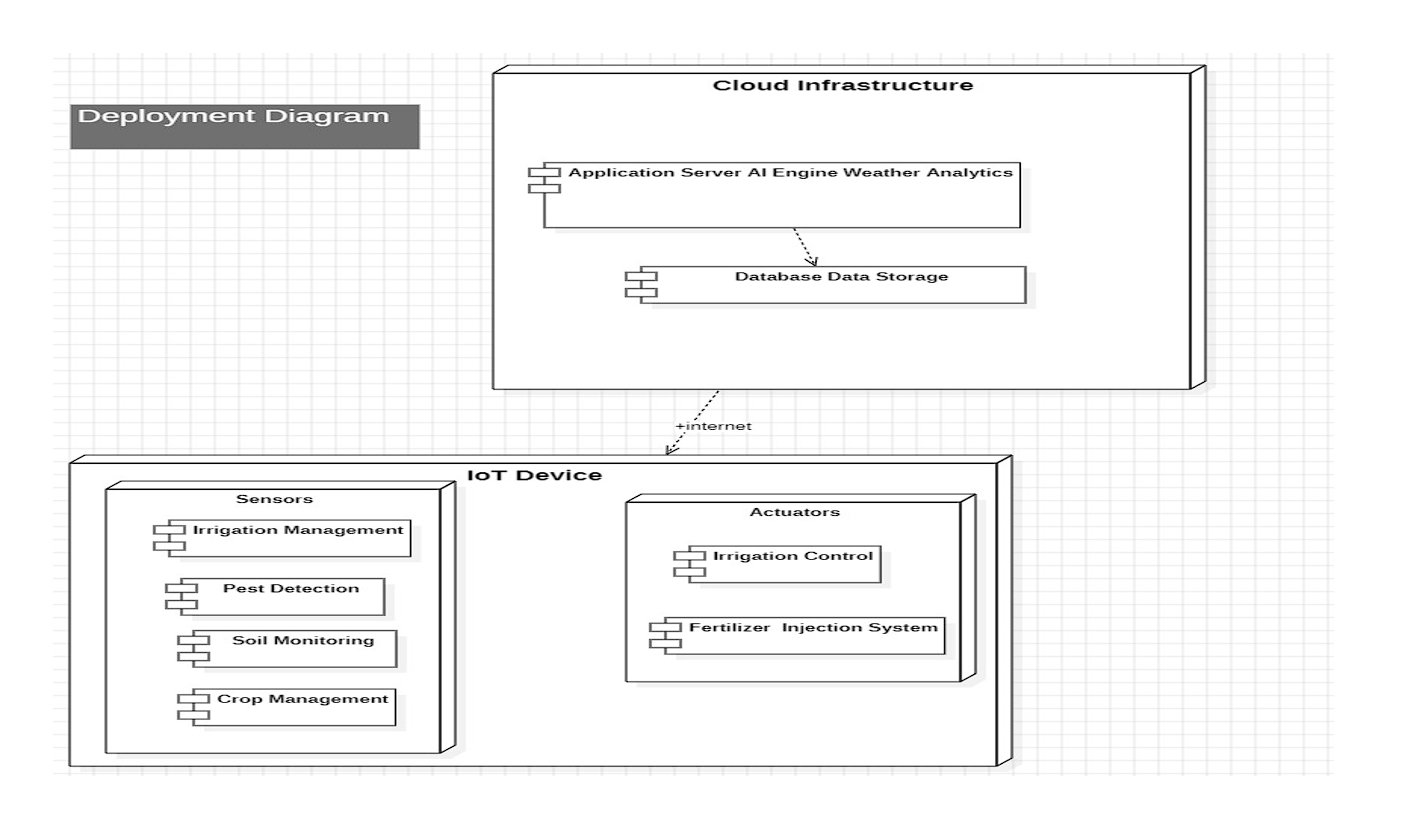 Deployment Diagram
Cloud Infrastructure
Application Server AI Engine Weather Analytics
Database Data Storage
+internet
IoT Device
Sensors
Irrigation Management
Pest Detection
Soil Monitoring
Crop Management
Actuators
Irrigation Control
Fertilizer  Injection System